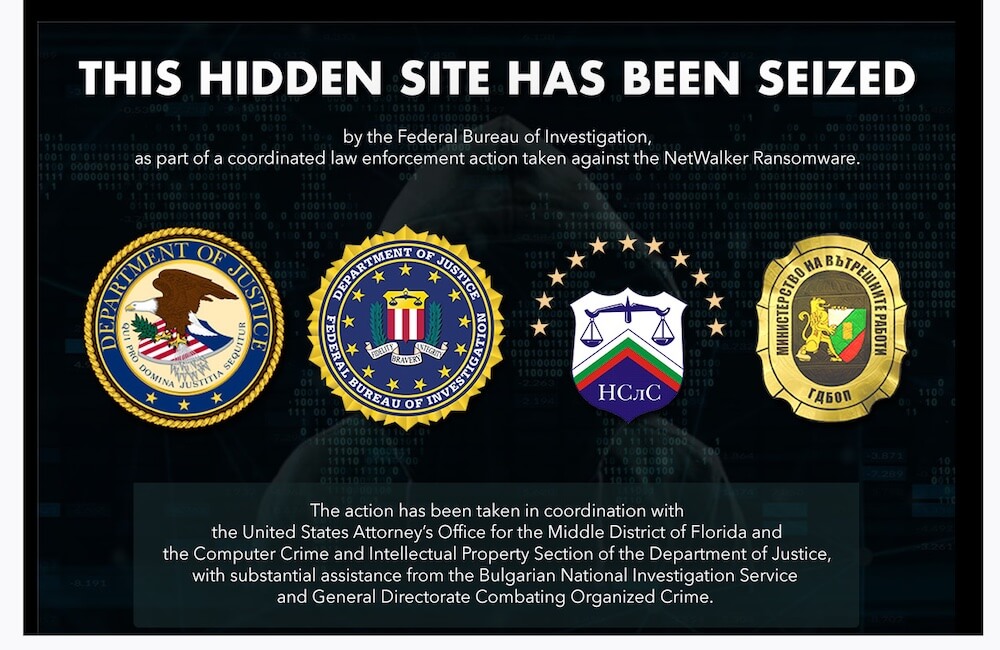 THIS HIDDEN SITE HAS BEEN SEIZED
by the Federal Bureau of Investigation,
as part of a coordinated law enforcement action taken against the NetWalker Ransomware.
DEPARTMENT OF JUSTICE
QUI PRO DOMINA JUSTITIA SEQUITUR
DEPARTMENT OF JUSTICE
FIDELITY BRAVERY INTEGRITY
FEDERAL BUREAU OF INVESTIGATION
НСлС
МИНИСТЕРСТВО НА ВЪТРЕШНИТЕ РАБОТИ
ГДБОП
The action has been taken in coordination with
the United States Attorney’s Office for the Middle District of Florida and
the Computer Crime and Intellectual Property Section of the Department of Justice,
with substantial assistance from the Bulgarian National Investigation Service
and General Directorate Combating Organized Crime.